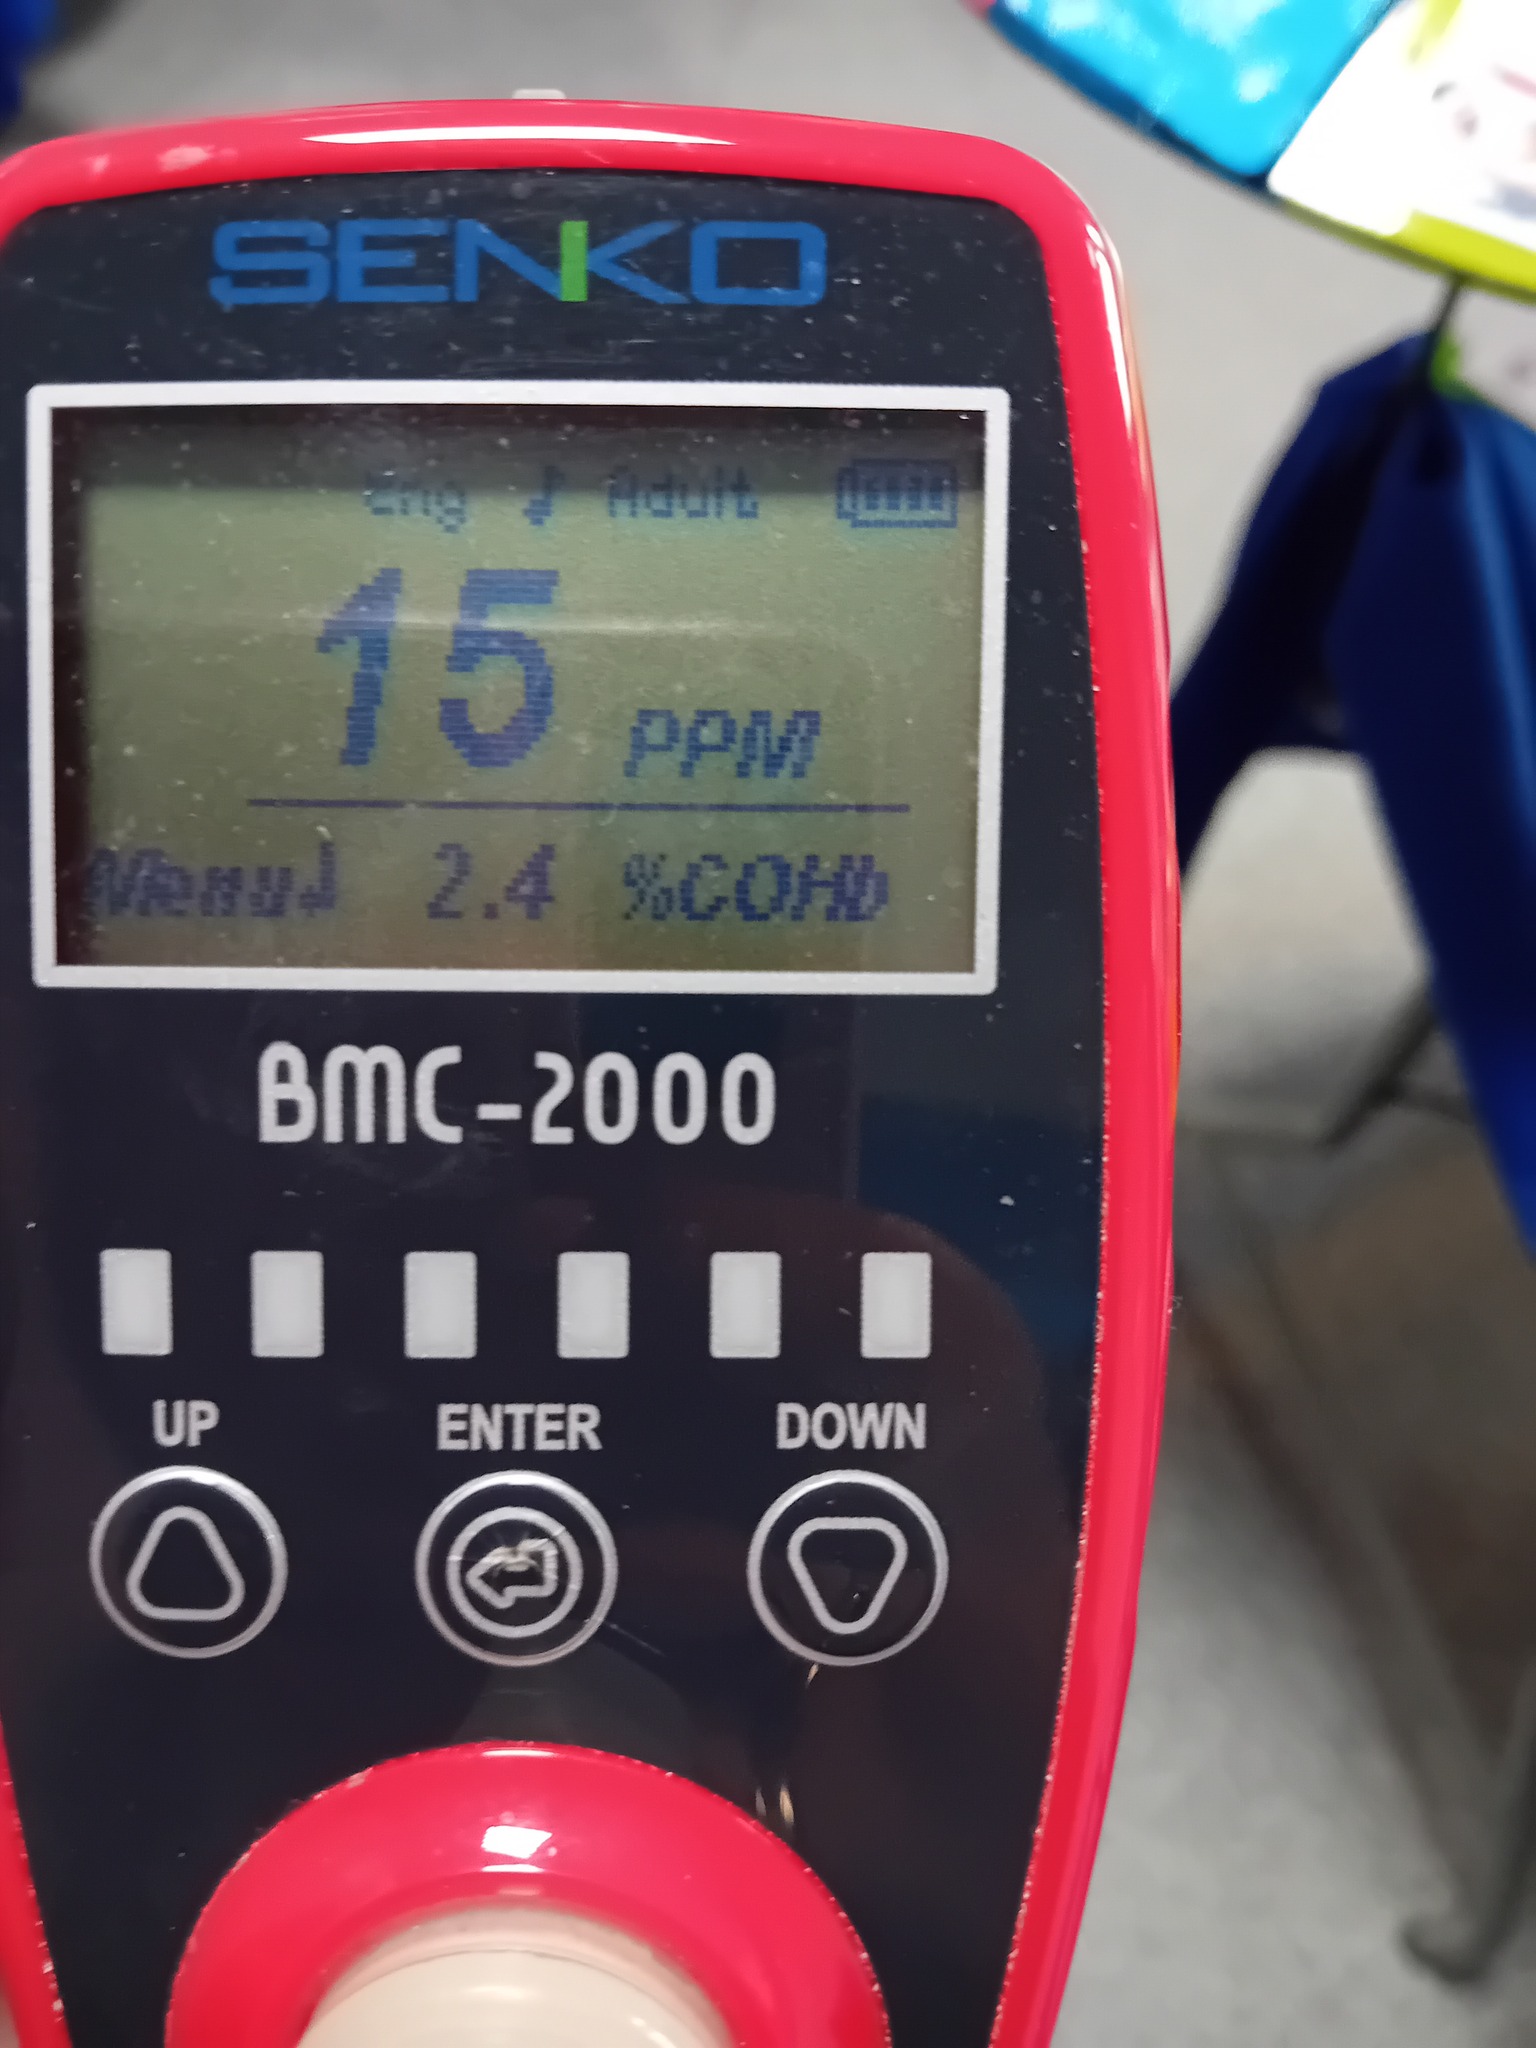 SENKO
Eng ♪ Adult
15 PPM
Menu↲ 2.4 %COHb
BMC-2000
UP ENTER DOWN